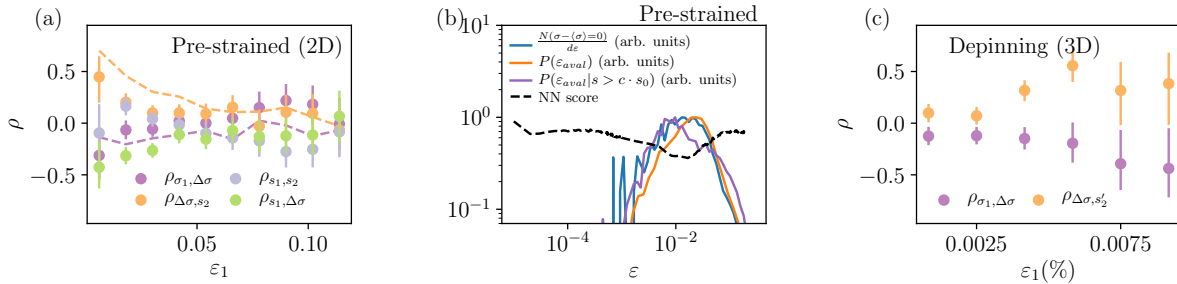 (a)
Pre-strained (2D)
0.5
0.0
−0.5
ρ
ρσ₁,Δσ
ρs₁,s₂
ρΔσ,s₂
ρs₁,Δσ
0.05
0.10
ε₁
(b)
Pre-strained
10¹
10⁰
10⁻¹
N(σ−⟨σ⟩=0)/dε (arb. units)
P(εaval) (arb. units)
P(εaval|s > c · s₀) (arb. units)
NN score
10⁻⁴
10⁻²
ε
(c)
Depinning (3D)
0.5
0.0
−0.5
ρ
ρσ₁,Δσ
ρΔσ,s₂′
0.0025
0.0075
ε₁(%)